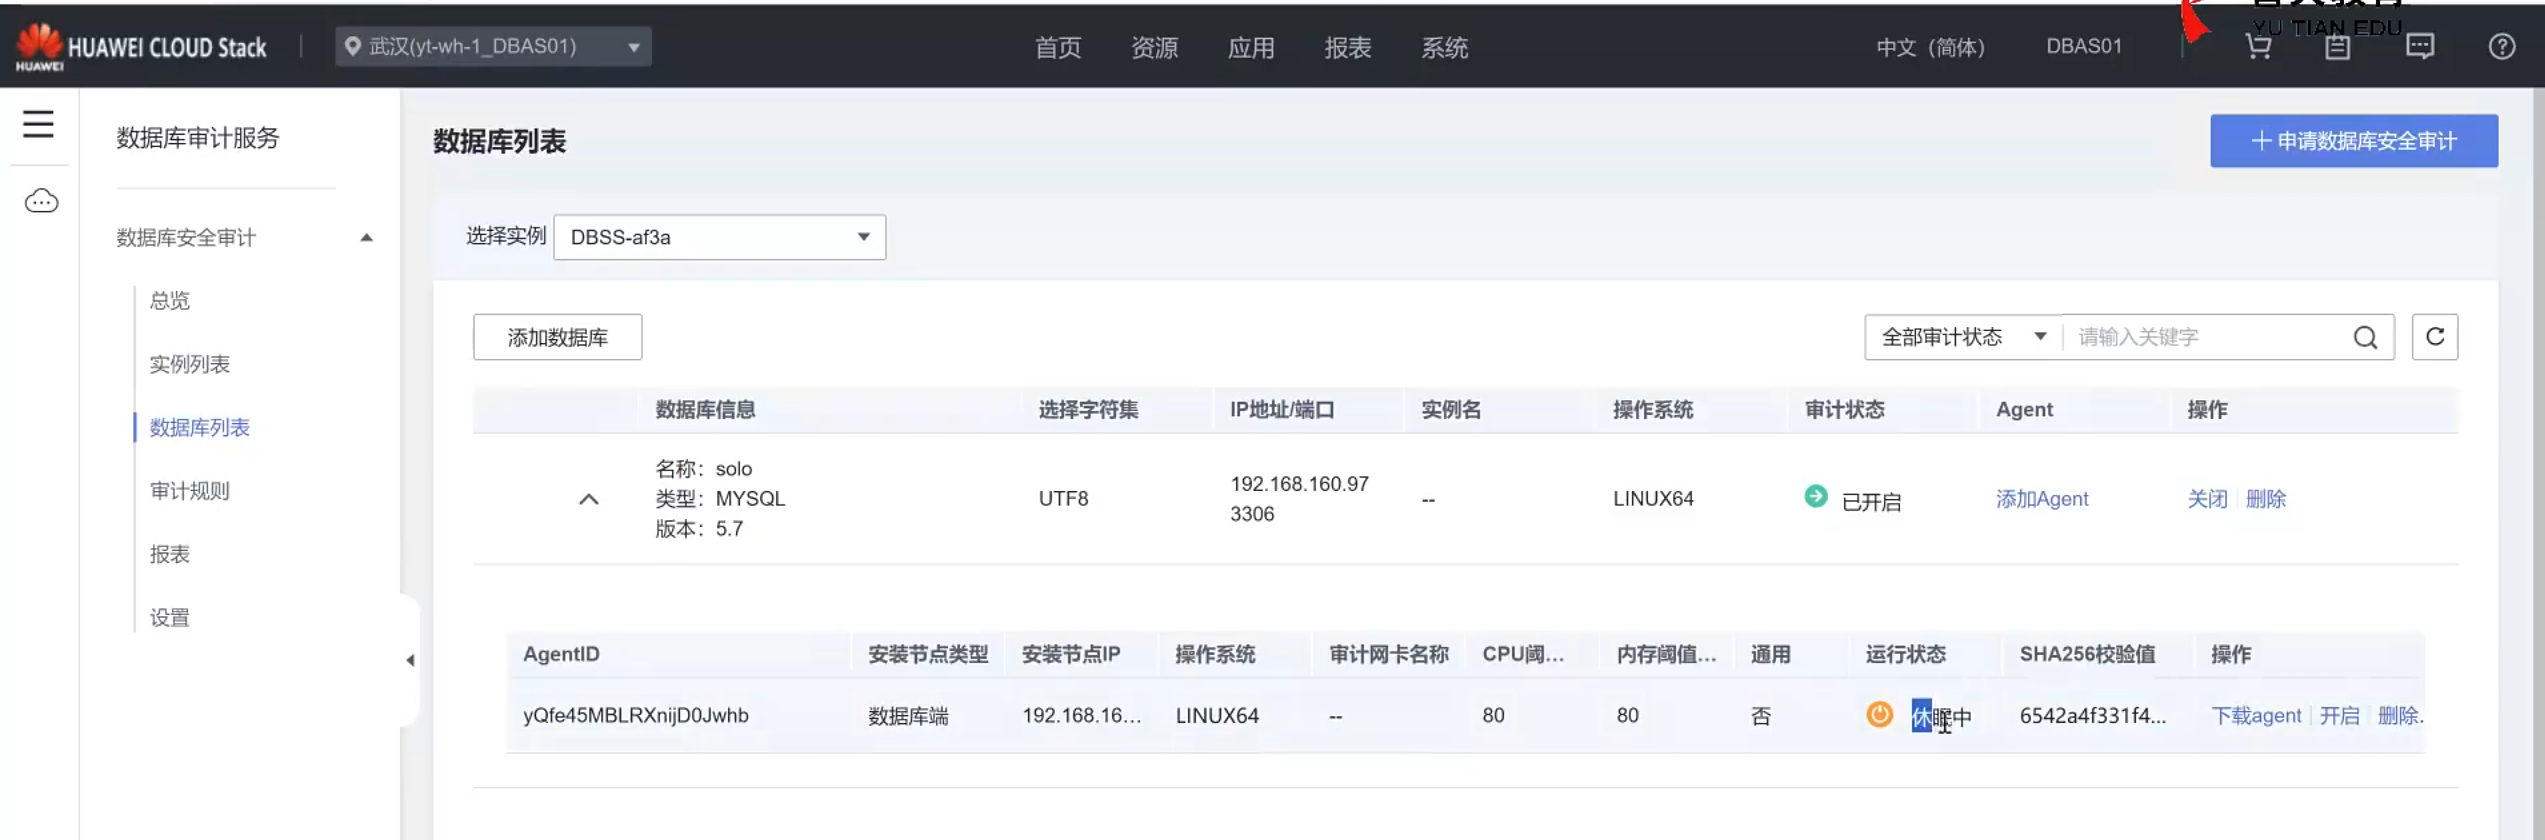 YU TIAN EDU
HUAWEI
HUAWEI CLOUD Stack
武汉(yt-wh-1_DBAS01)
首页 资源 应用 报表 系统
中文 (简体)
DBAS01
数据库审计服务
数据库安全审计
总览
实例列表
数据库列表
审计规则
报表
设置
数据库列表
申请数据库安全审计
选择实例
DBSS-af3a
添加数据库
全部审计状态
请输入关键字
数据库信息 选择字符集 IP地址/端口 实例名 操作系统 审计状态 Agent 操作
名称: solo
类型: MYSQL
版本: 5.7
UTF8
192.168.160.97
3306
--
LINUX64
已开启
添加Agent
关闭 删除
AgentID 安装节点类型 安装节点IP 操作系统 审计网卡名称 CPU阈... 内存阈值... 通用 运行状态 SHA256校验值 操作
yQfe45MBLRXnijD0Jwhb 数据库端 192.168.16... LINUX64 -- 80 80 否 休眠中 6542a4f331f4... 下载agent 开启 删除.